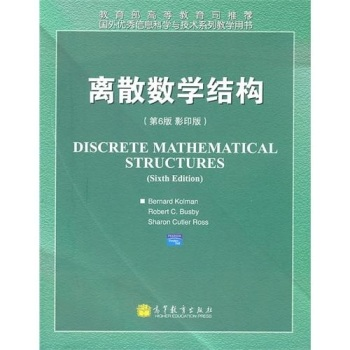 教育部高等教育司推荐
国外优秀信息科学与技术系列教学用书
离散数学结构
(第6版 影印版)
DISCRETE MATHEMATICAL
STRUCTURES
(Sixth Edition)
Bernard Kolman
Robert C. Busby
Sharon Cutler Ross
高等教育出版社
HIGHER EDUCATION PRESS